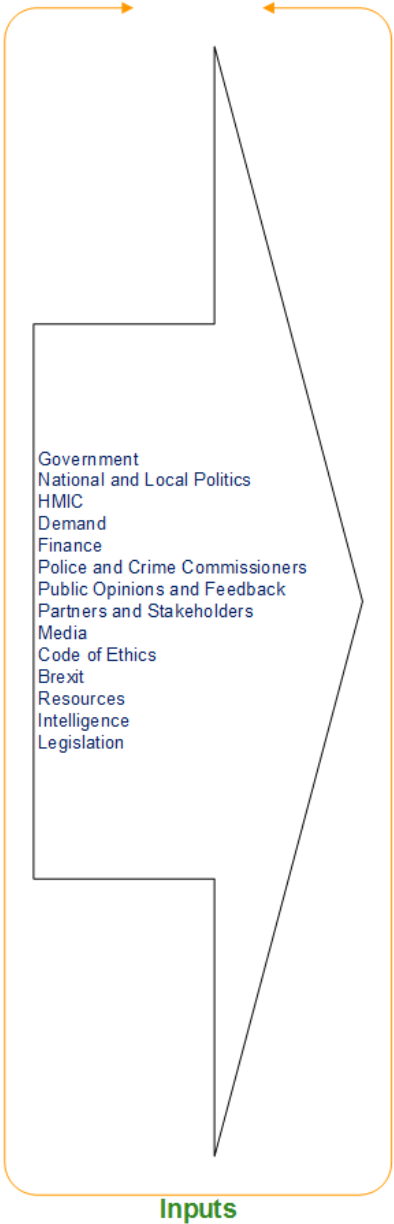 Government
National and Local Politics
HMIC
Demand
Finance
Police and Crime Commissioners
Public Opinions and Feedback
Partners and Stakeholders
Media
Code of Ethics
Brexit
Resources
Intelligence
Legislation
Inputs